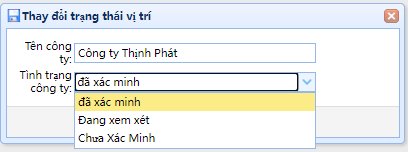 Thay đổi trạng thái vị trí
Tên công
ty:
Công ty Thịnh Phát
Tình trạng
công ty:
đã xác minh
đã xác minh
Đang xem xét
Chưa Xác Minh